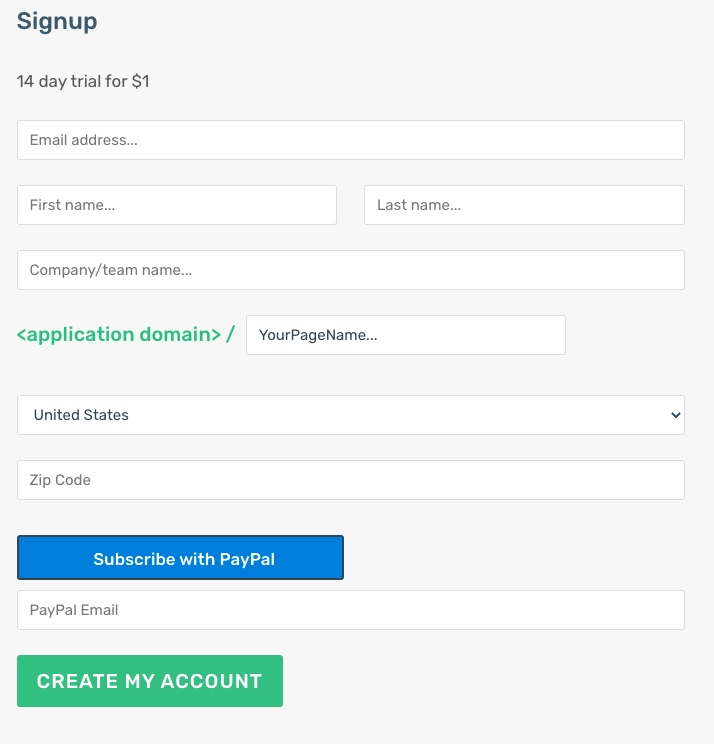 Signup
14 day trial for $1
Email address...
First name... Last name...
Company/team name...
<application domain> / YourPageName...
United States
Zip Code
Subscribe with PayPal
PayPal Email
CREATE MY ACCOUNT